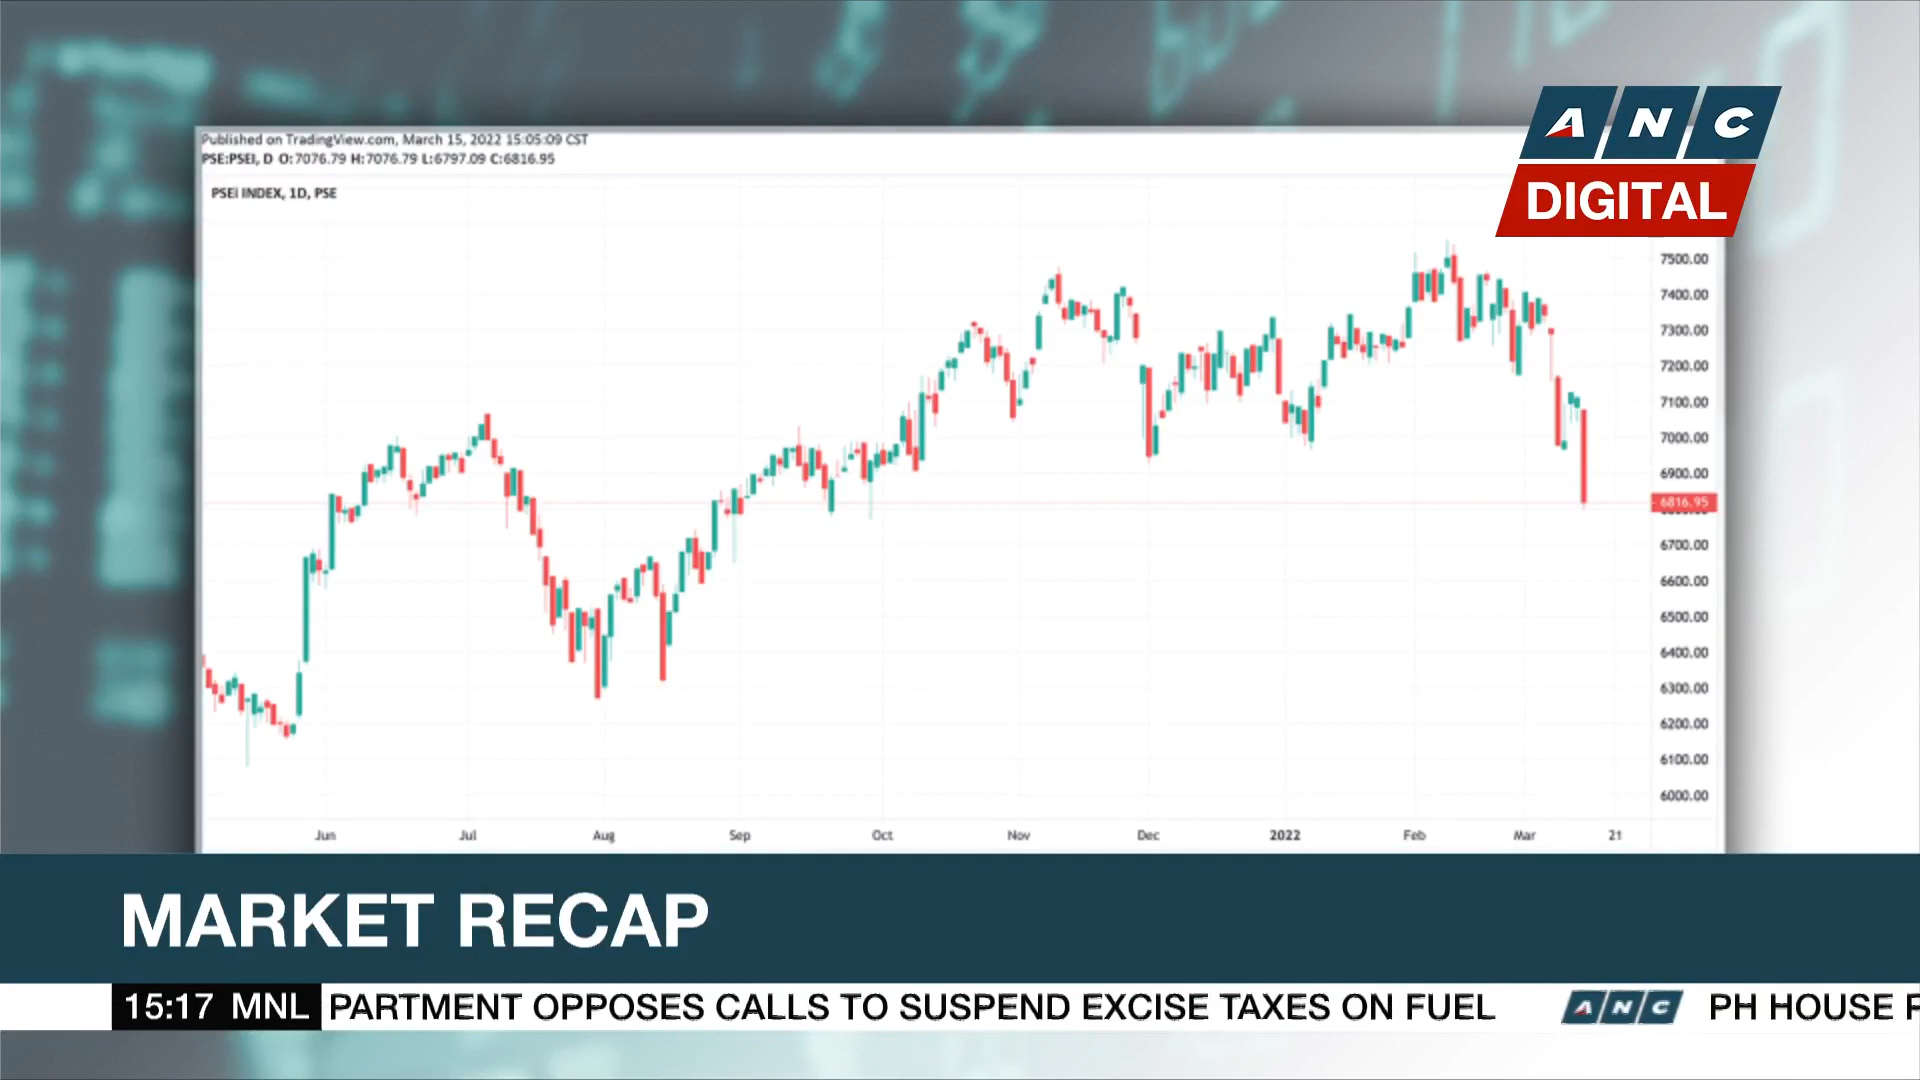 Published on TradingView.com, March 15, 2022 15:05:09 CST
PSE:PSEI, D O:7076.79 H:7076.79 L:6797.09 C:6816.95
PSEi INDEX, 1D, PSE
ANC
DIGITAL
7500.00
7400.00
7300.00
7200.00
7100.00
7000.00
6900.00
6816.95
6700.00
6600.00
6500.00
6400.00
6300.00
6200.00
6100.00
6000.00
Jun Jul Aug Sep Oct Nov Dec 2022 Feb Mar 21
MARKET RECAP
15:17 MNL PARTMENT OPPOSES CALLS TO SUSPEND EXCISE TAXES ON FUEL ANC PH HOUSE